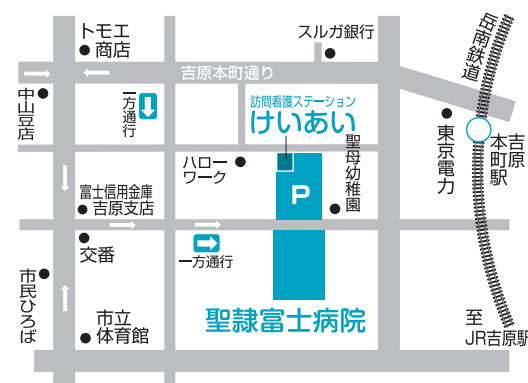 トモエ
商店
スルガ銀行
岳南鉄道
吉原本町通り
中山豆店
一方通行
訪問看護ステーション
けいあい
聖母幼稚園
東京電力
吉原
本町駅
ハロー
ワーク
P
富士信用金庫
吉原支店
交番
一方通行
市民ひろば
市立
体育館
聖隷富士病院
至
JR吉原駅